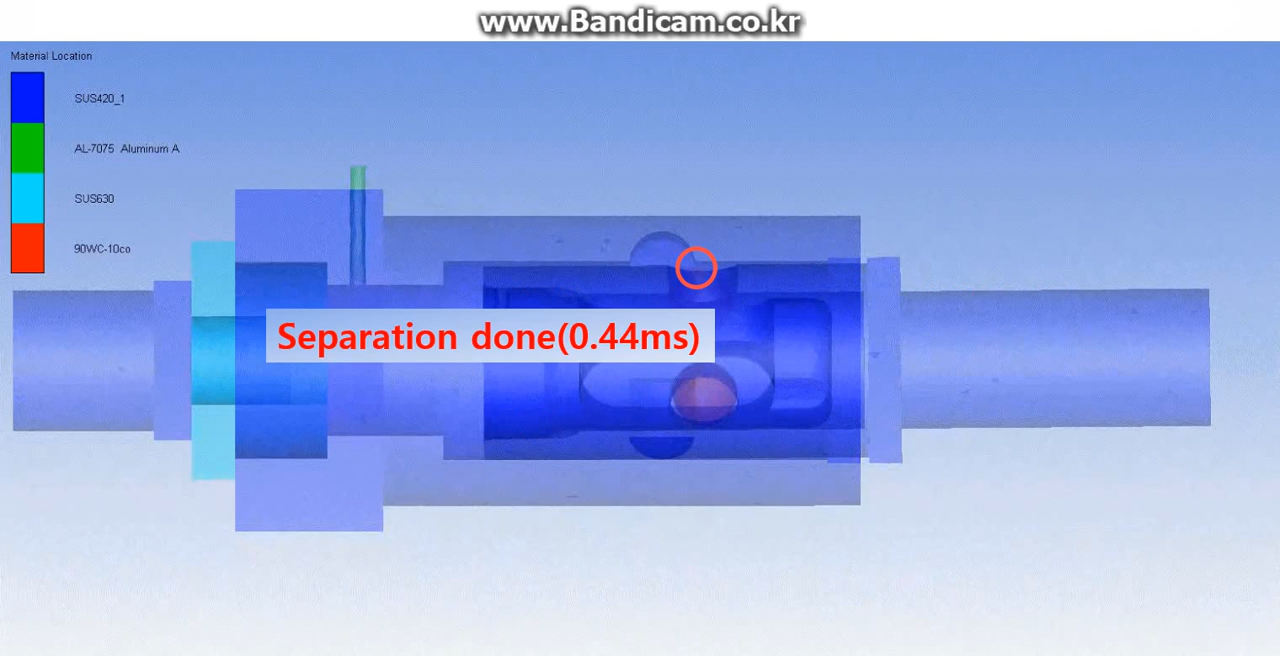 www.Bandicam.co.kr
Material Location
SUS420_1
AL-7075 Aluminum A
SUS630
90WC-10co
Separation done(0.44ms)